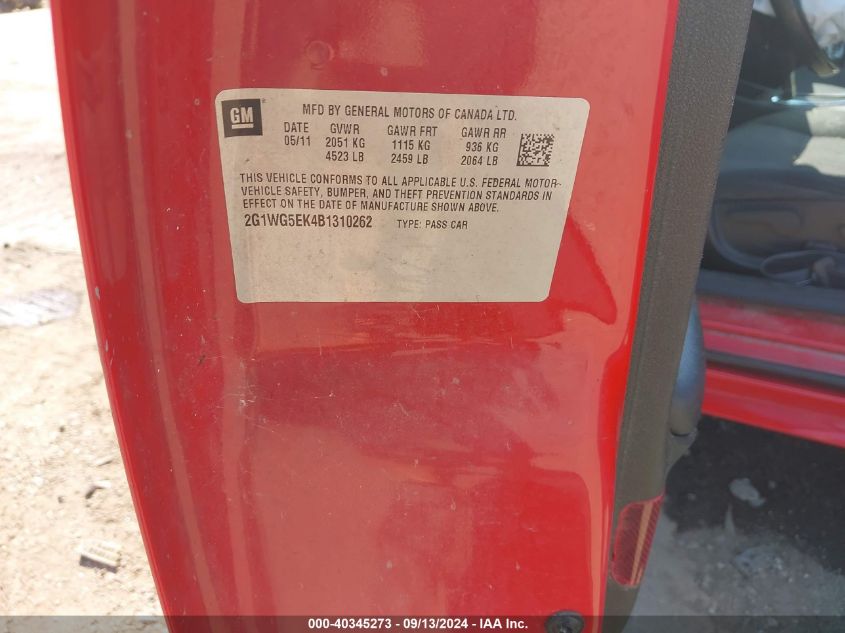 GM
MFD BY GENERAL MOTORS OF CANADA LTD.
DATE GVWR GAWR FRT GAWR RR
05/11 2051 KG 1115 KG 936 KG
4523 LB 2459 LB 2064 LB
THIS VEHICLE CONFORMS TO ALL APPLICABLE U.S. FEDERAL MOTOR-
VEHICLE SAFETY, BUMPER, AND THEFT PREVENTION STANDARDS IN
EFFECT ON THE DATE OF MANUFACTURE SHOWN ABOVE.
2G1WG5EK4B1310262 TYPE: PASS CAR
000-40345273 - 09/13/2024 - IAA Inc.